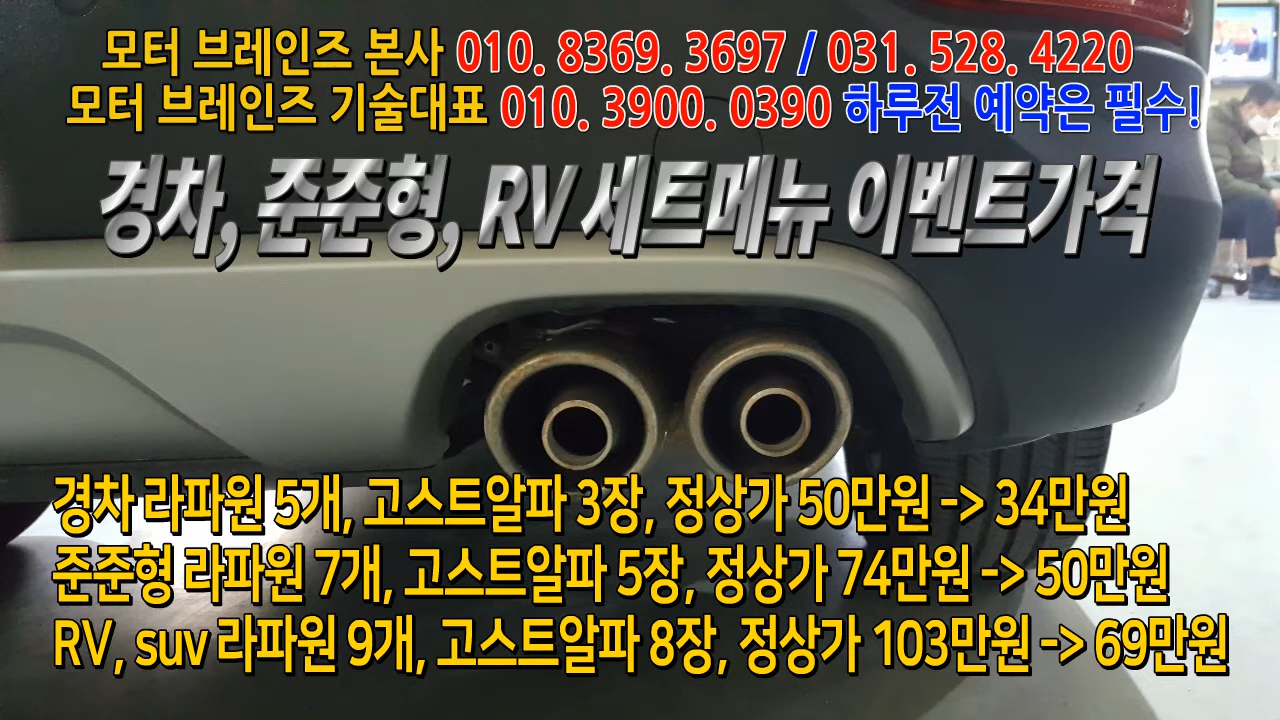 모터 브레인즈 본사 010. 8369. 3697 / 031. 528. 4220
모터 브레인즈 기술대표 010. 3900. 0390 하루전 예약은 필수!
경차, 준준형, RV 세트메뉴 이벤트가격
경차 라파원 5개, 고스트알파 3장, 정상가 50만원 -> 34만원
준준형 라파원 7개, 고스트알파 5장, 정상가 74만원 -> 50만원
RV, suv 라파원 9개, 고스트알파 8장, 정상가 103만원 -> 69만원